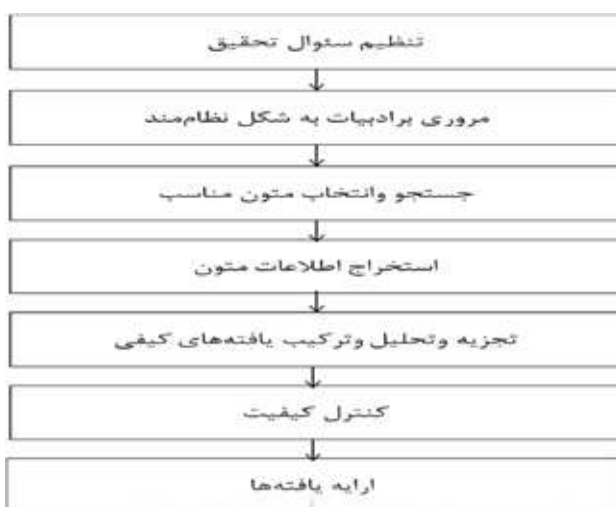 تنظیم سئوال تحقیق
مروری برادبیات به شکل نظام‌مند
جستجو وانتخاب متون مناسب
استخراج اطلاعات متون
تجزیه وتحلیل وترکیب یافته‌های کیفی
کنترل کیفیت
ارایه یافته‌ها